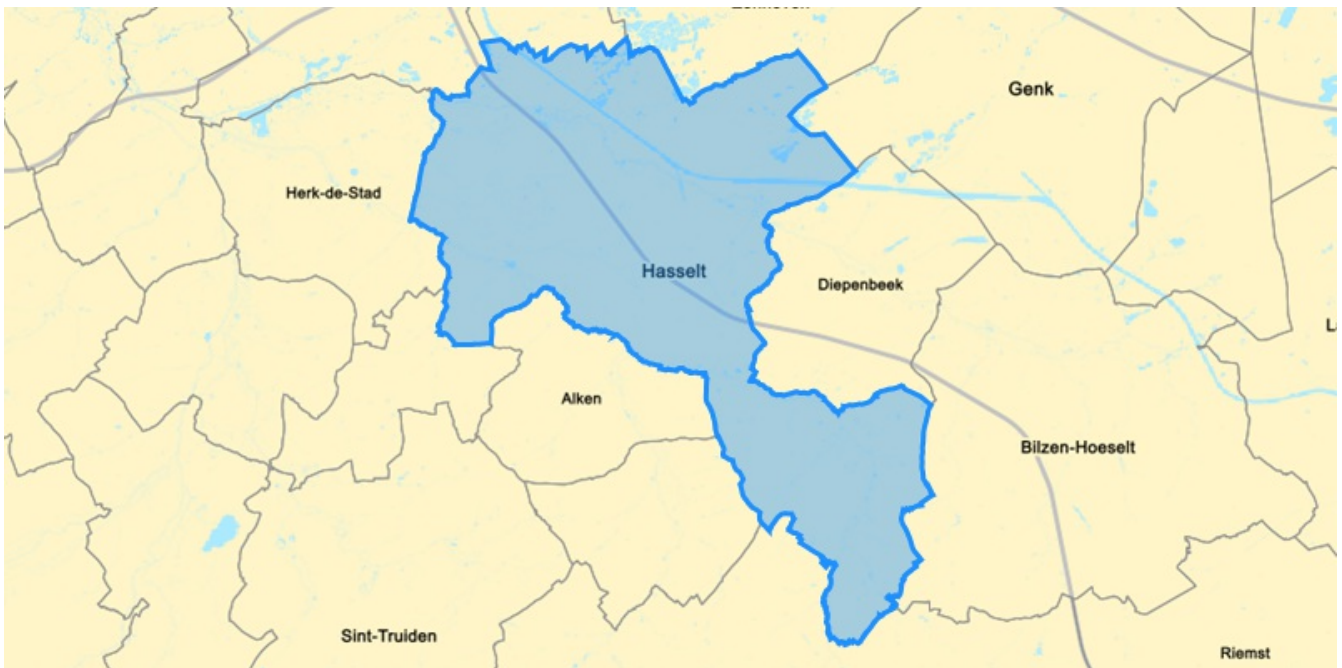 Genk
Herk-de-Stad
Hasselt
Diepenbeek
Alken
Bilzen-Hoeselt
Sint-Truiden
Riemst